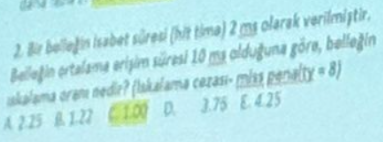 2. Bir belleğin isabet süresi (hit time) 2 ms olarak verilmiştir.
Belleğin ortalama erişim süresi 10 ms olduğuna göre, belleğin
ıskalama oranı nedir? (Iskalama cezası- miss penalty = 8)
A. 2.25 B. 1.22 C. 1.00 D. 3.75 E. 4.25